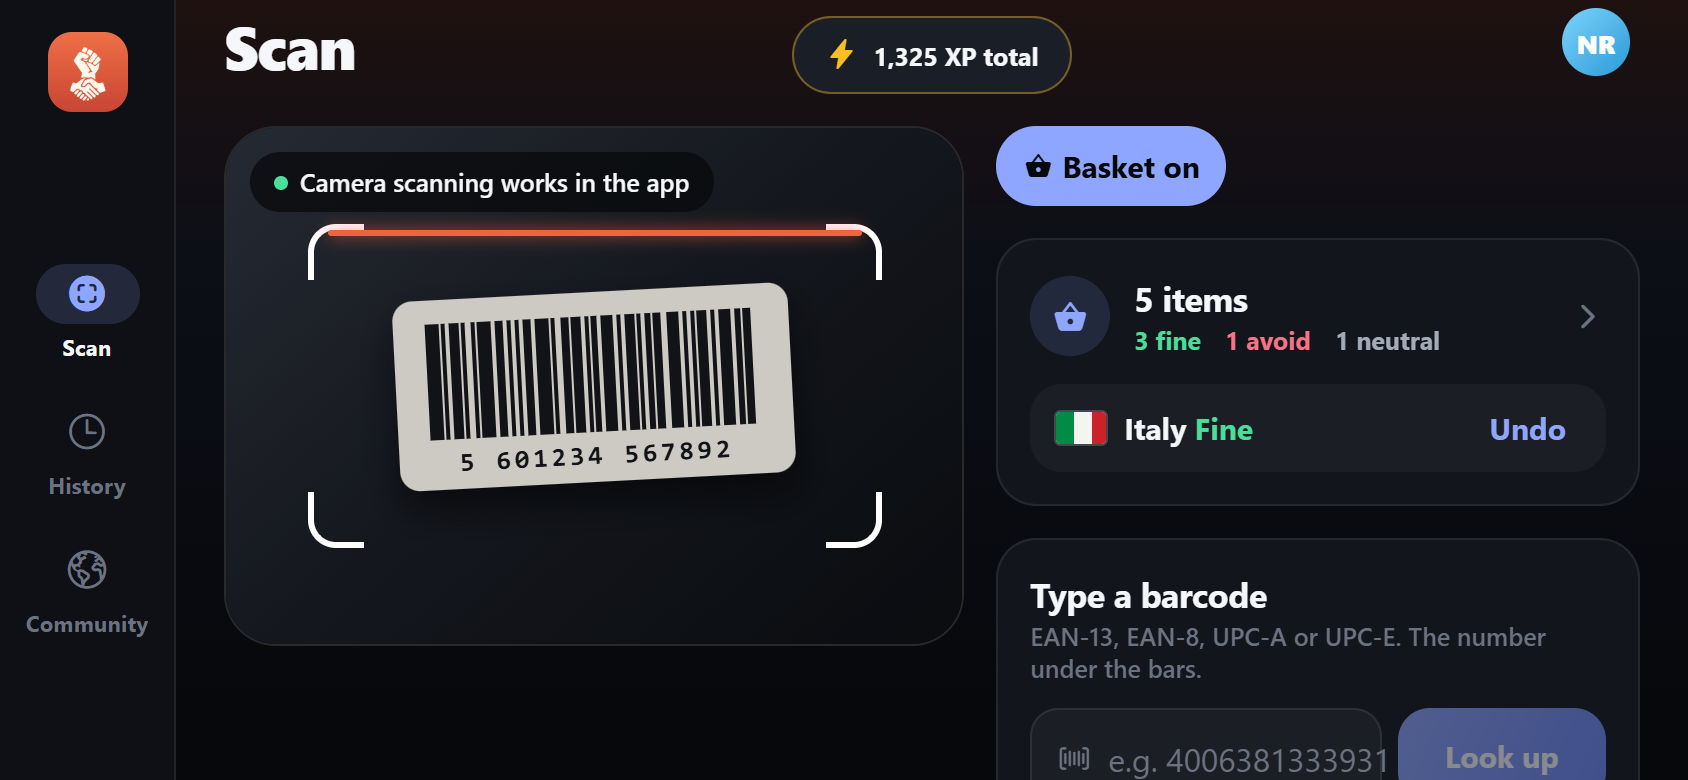 Scan
1,325 XP total
NR
Camera scanning works in the app
5 601234 567892
Basket on
5 items
3 fine 1 avoid 1 neutral
Italy Fine
Undo
Type a barcode
EAN-13, EAN-8, UPC-A or UPC-E. The number
under the bars.
e.g. 4006381333931
Look up
Scan
History
Community